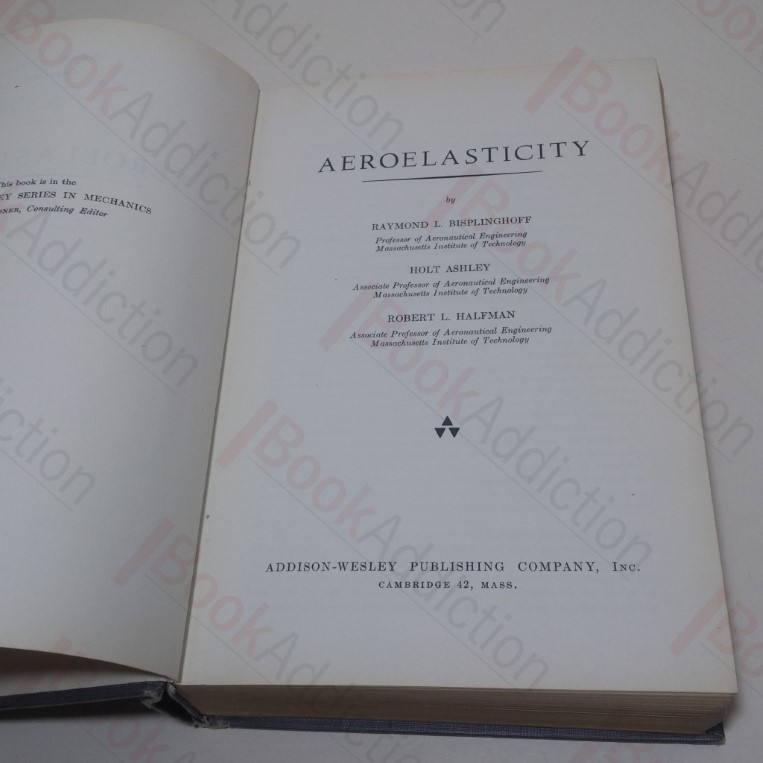 This book is in the
EY SERIES IN MECHANICS
Consulting Editor
AEROELASTICITY
by
RAYMOND L. BISPLINGHOFF
Professor of Aeronautical Engineering
Massachusetts Institute of Technology
HOLT ASHLEY
Associate Professor of Aeronautical Engineering
Massachusetts Institute of Technology
ROBERT L. HALFMAN
Associate Professor of Aeronautical Engineering
Massachusetts Institute of Technology
ADDISON-WESLEY PUBLISHING COMPANY, INC.
CAMBRIDGE 42, MASS.
BookAddiction